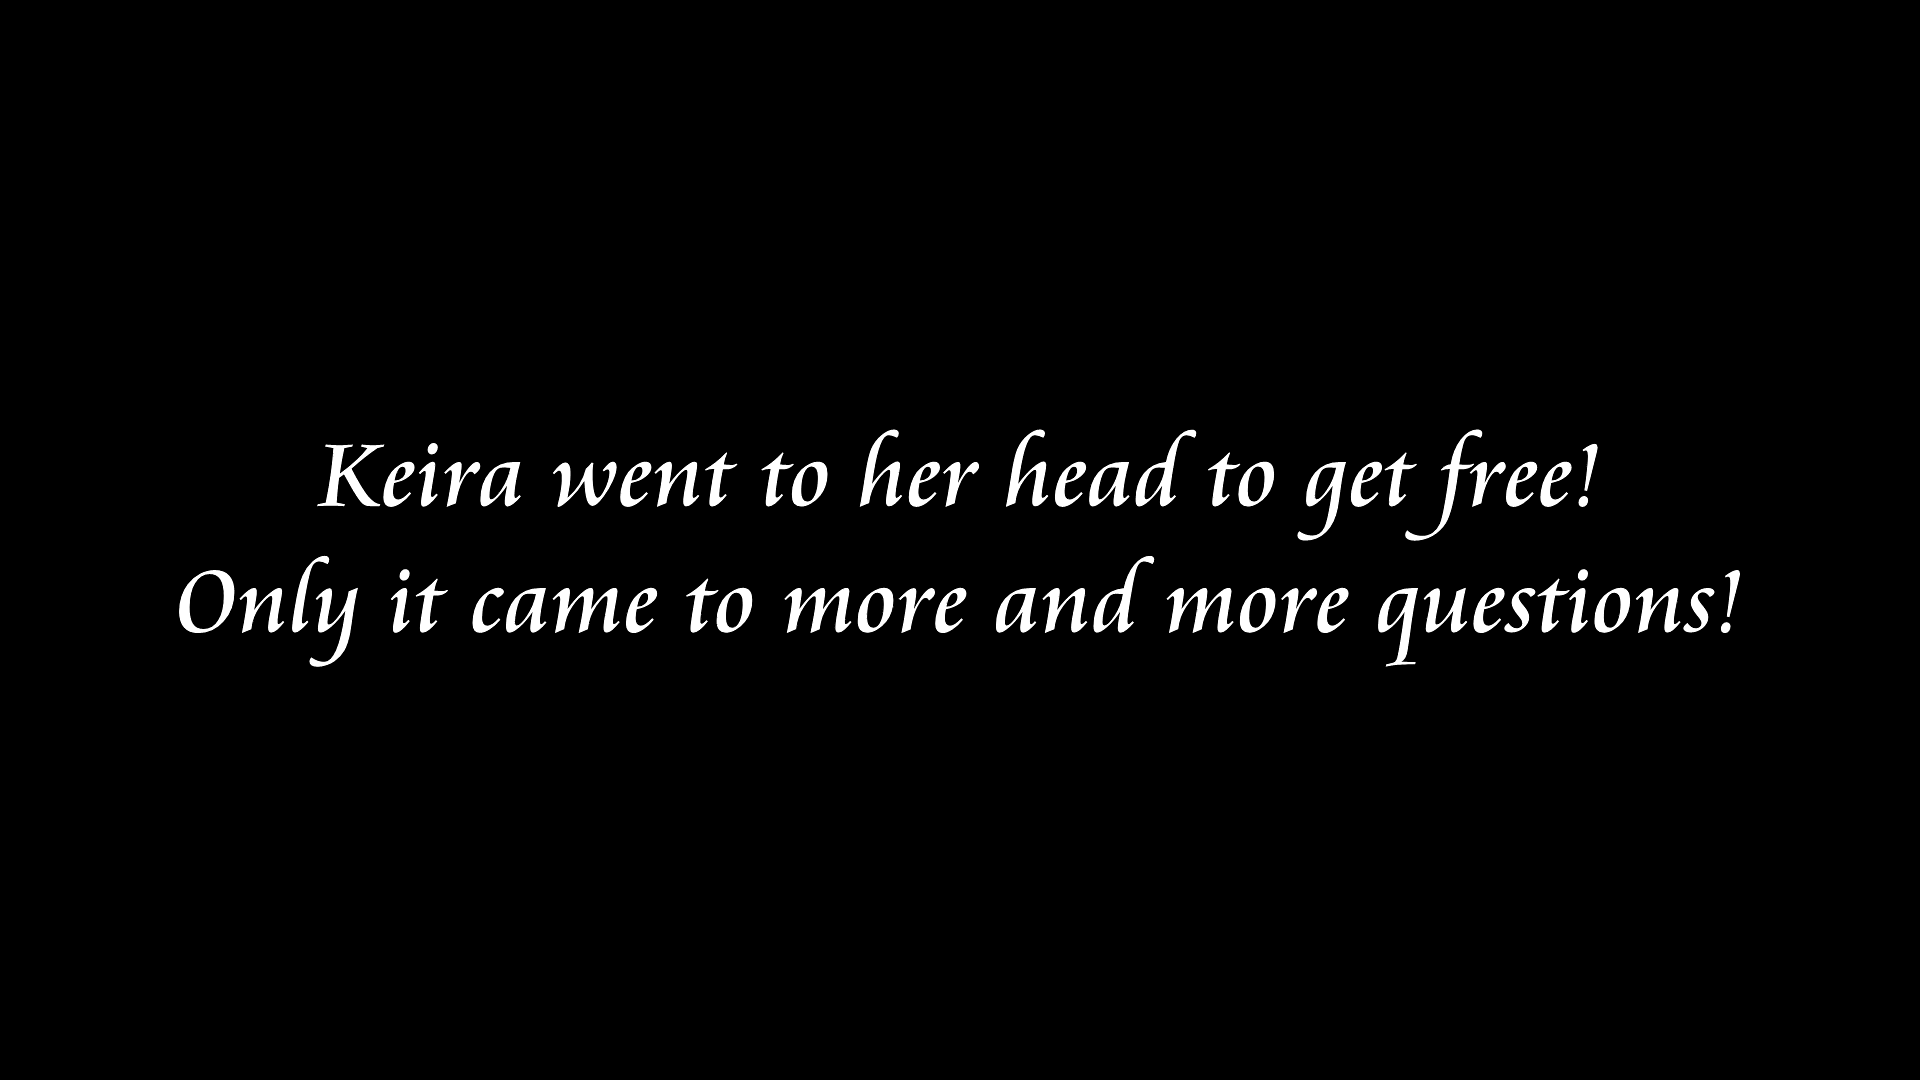 Keira went to her head to get free!
Only it came to more and more questions!